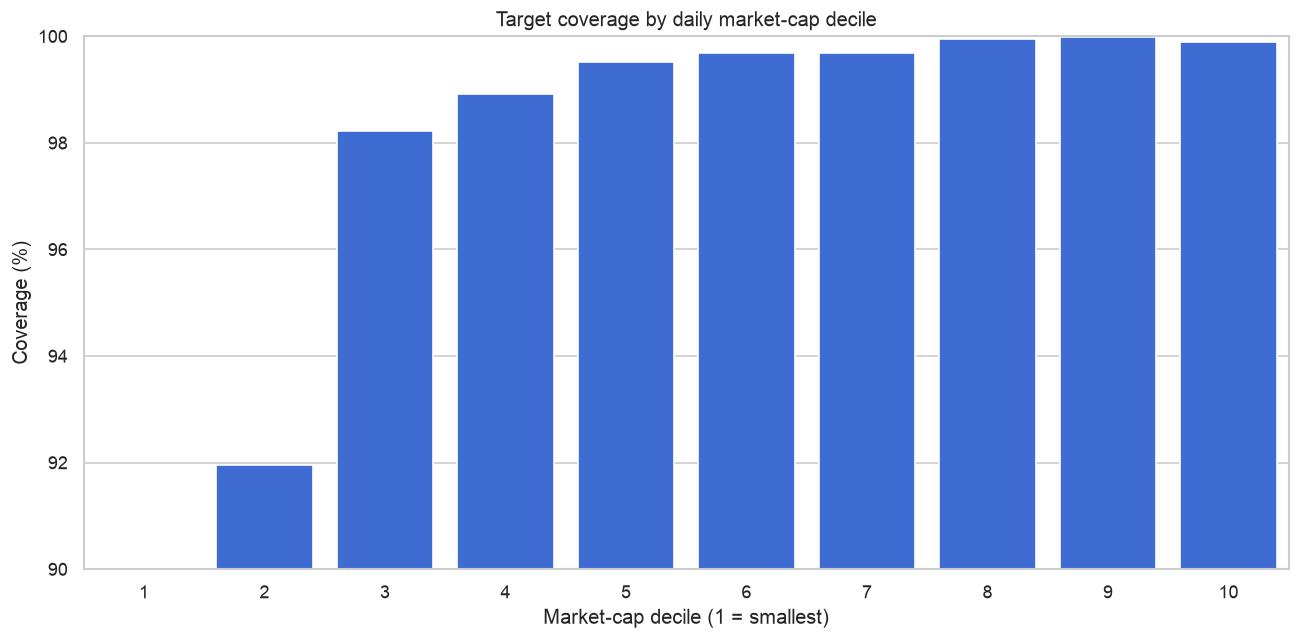 Target coverage by daily market-cap decile
100
98
96
94
92
90
Coverage (%)
1 2 3 4 5 6 7 8 9 10
Market-cap decile (1 = smallest)